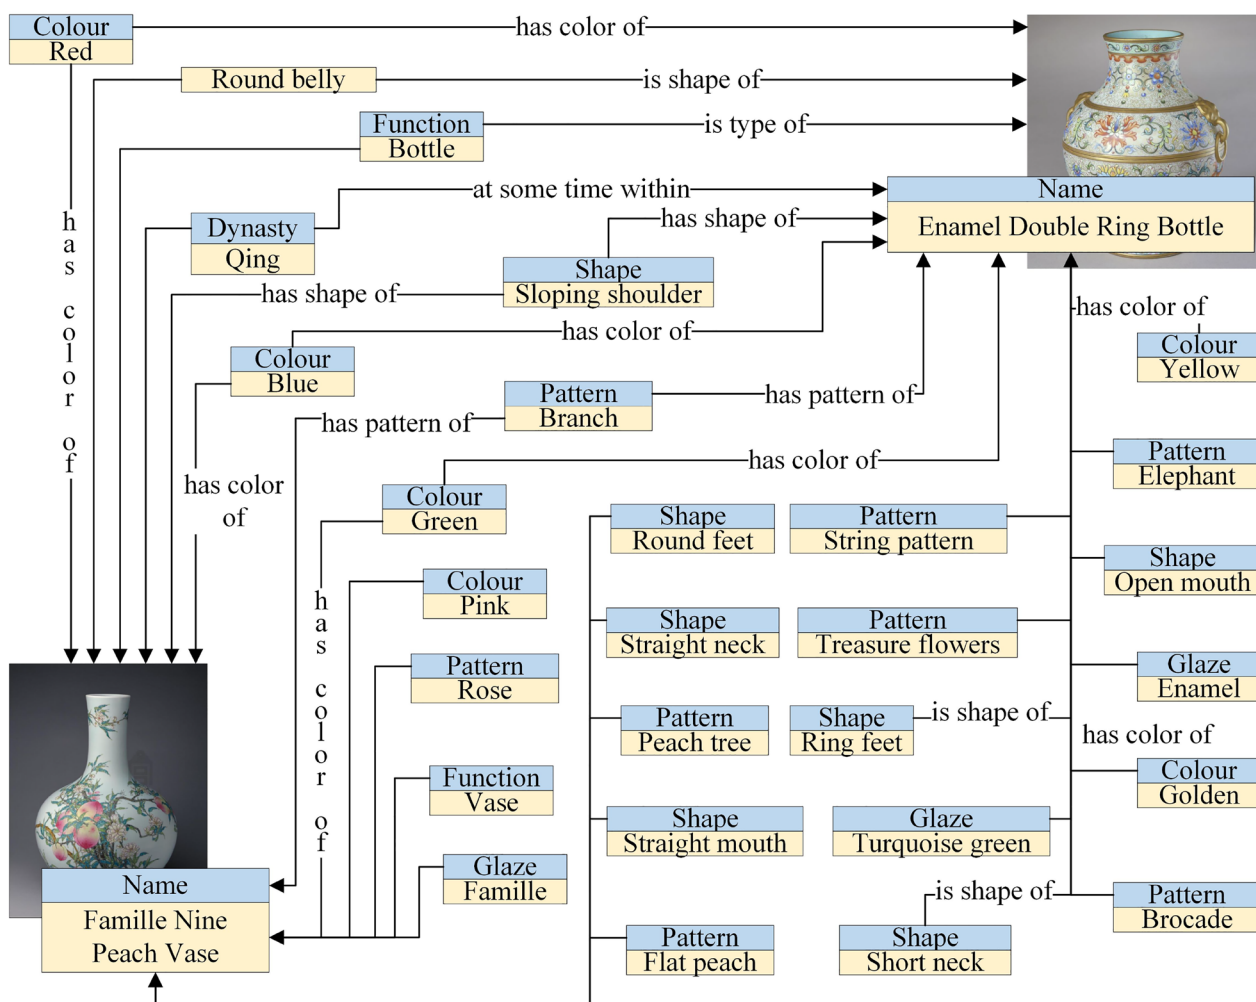 Colour
Red
has color of
Round belly
is shape of
Function
Bottle
is type of
at some time within
Name
Enamel Double Ring Bottle
Dynasty
Qing
has shape of
Shape
Sloping shoulder
has shape of
has color of
has color of
has color of
Colour
Yellow
Colour
Blue
Pattern
Branch
has pattern of
has pattern of
has color of
Pattern
Elephant
has color
of
Colour
Green
Shape
Round feet
Pattern
String pattern
Shape
Open mouth
Colour
Pink
has color of
Shape
Straight neck
Pattern
Treasure flowers
Glaze
Enamel
Pattern
Rose
Pattern
Peach tree
Shape
Ring feet
is shape of
has color of
Colour
Golden
Function
Vase
Shape
Straight mouth
Glaze
Turquoise green
Glaze
Famille
is shape of
Pattern
Brocade
Name
Famille Nine
Peach Vase
Pattern
Flat peach
Shape
Short neck